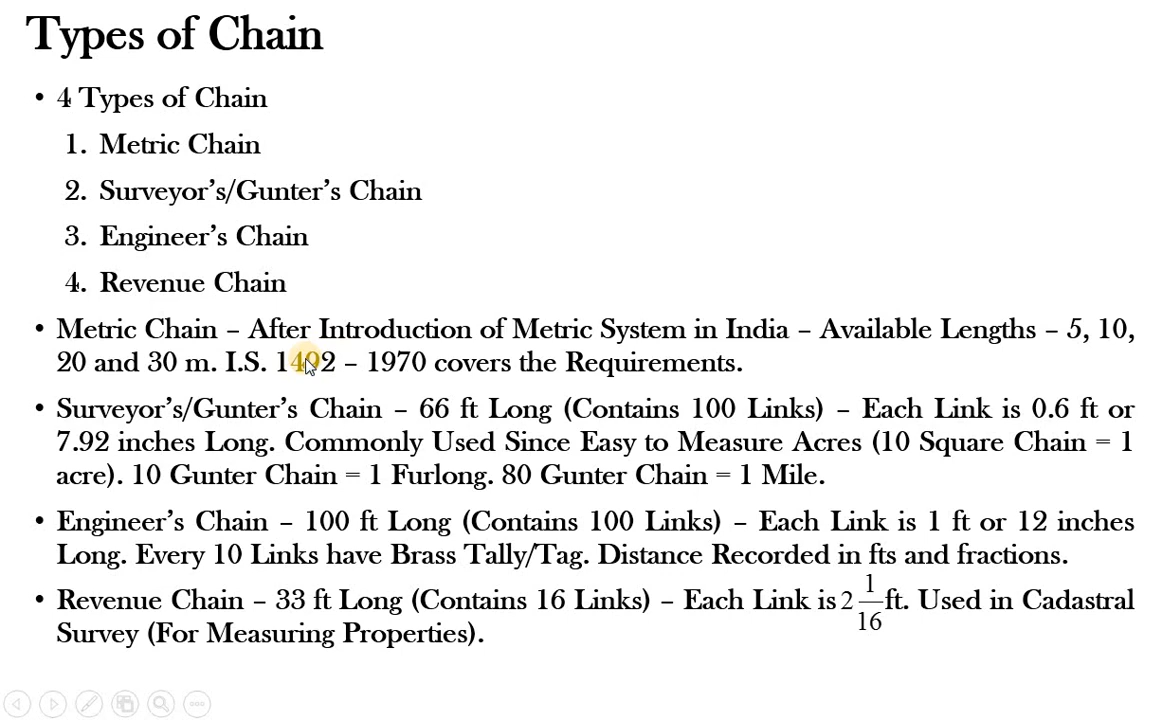 Types of Chain
• 4 Types of Chain
1. Metric Chain
2. Surveyor's/Gunter's Chain
3. Engineer's Chain
4. Revenue Chain
• Metric Chain – After Introduction of Metric System in India – Available Lengths – 5, 10,
20 and 30 m. I.S. 1492 – 1970 covers the Requirements.
• Surveyor's/Gunter's Chain – 66 ft Long (Contains 100 Links) – Each Link is 0.6 ft or
7.92 inches Long. Commonly Used Since Easy to Measure Acres (10 Square Chain = 1
acre). 10 Gunter Chain = 1 Furlong. 80 Gunter Chain = 1 Mile.
• Engineer's Chain – 100 ft Long (Contains 100 Links) – Each Link is 1 ft or 12 inches
Long. Every 10 Links have Brass Tally/Tag. Distance Recorded in fts and fractions.
• Revenue Chain – 33 ft Long (Contains 16 Links) – Each Link is 2 1/16 ft. Used in Cadastral
Survey (For Measuring Properties).